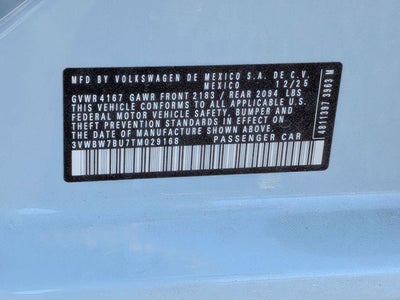 MFD BY VOLKSWAGEN DE MEXICO S.A. DE C.V.
MEXICO 12/25
GVWR 4167 GAWR FRONT 2183 / REAR 2094 LBS
THIS VEHICLE CONFORMS TO ALL APPLICABLE U.S.
FEDERAL MOTOR VEHICLE SAFETY, BUMPER AND
THEFT PREVENTION STANDARDS IN EFFECT ON
THE DATE OF MANUFACTURE SHOWN ABOVE.
3VWBW7BU7TM029168 PASSENGER CAR